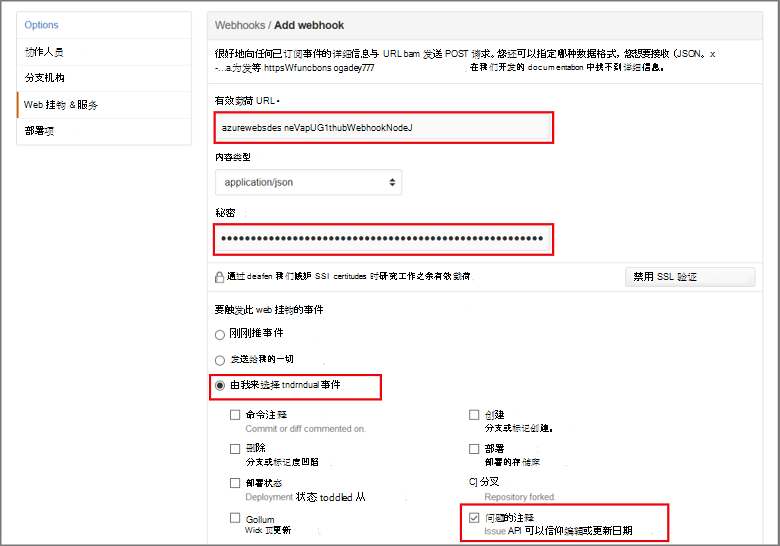 Options
协作人员
分支机构
Web 挂钩 & 服务
部署项
Webhooks / Add webhook
很好地向任何已订阅事件的详细信息与 URL bam 发送 POST 请求。您还可以指定哪种数据格式，您想要接收 (JSON、x
-...a.为发等 httpsWfuncbons ogadey777 在我们开发的 documentabon 中找不到详细信息。
有效载荷 URL
azurewebsdes neVapUG1thubWebhookNodeJ
内容类型
application/json
秘密
通过 deafen 我们嫉妒 SSI certitudes 时研究工作之余有效载荷
禁用 SSL 验证
要触发此 web 挂钩的事件
刚刚推事件
发送给我的一切
由我来选择 tndrndual 事件
命令注释
Commit or diff commented on.
创建
分支或标记创建。
删除
分支或标记度凹陷
部署
部署的存储库
部署状态
Deployment 状态 toddled 从
C] 分叉
Repository forked.
Gollum
Wick 页更新
问题的注释
Issue API 可以信仰编辑或更新日期